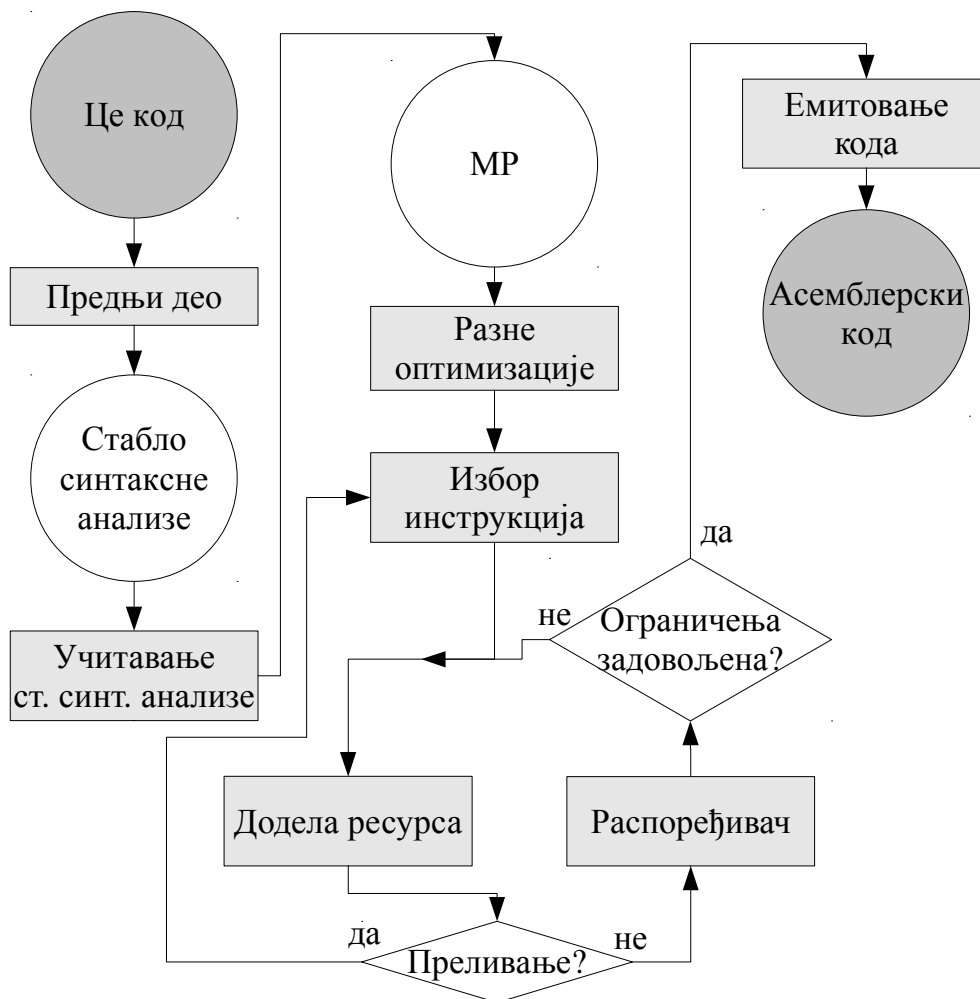 Це код
Предњи део
Стабло
синтаксне
анализе
Учитавање
ст. синт. анализе
МР
Разне
оптимизације
Избор
инструкција
Додела ресурса
Преливање?
да
не
Распоређивач
Ограничења
задовољена?
не
да
Емитовање
кода
Асемблерски
код